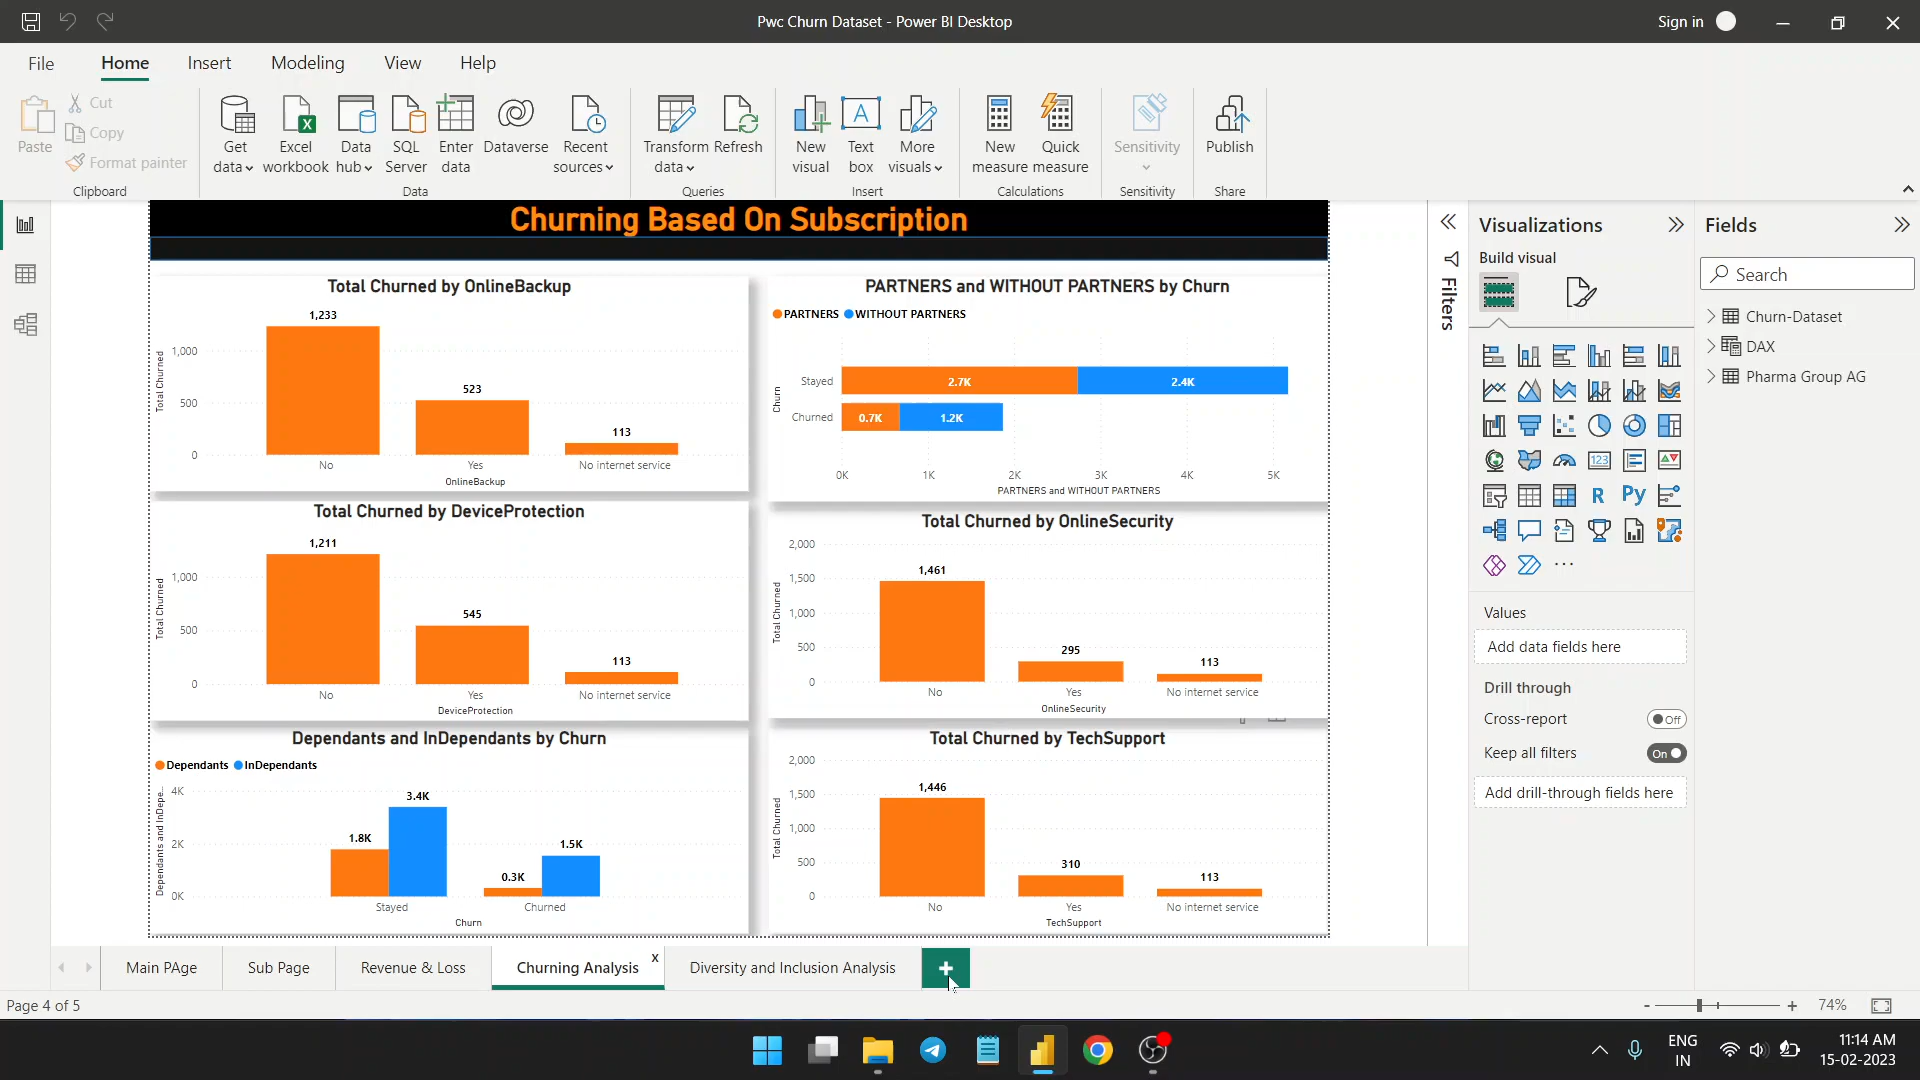 Pwc Churn Dataset - Power BI Desktop
Sign in
File
Home
Insert
Modeling
View
Help
Paste
Cut
Copy
Format painter
Clipboard
Get
data
Excel
workbook
Data
hub
SQL
Server
Enter
data
Dataverse
Recent
sources
Data
Transform
data
Refresh
Queries
New
visual
Text
box
More
visuals
Insert
New
measure
Quick
measure
Calculations
Sensitivity
Sensitivity
Publish
Share
Churning Based On Subscription
Total Churned by OnlineBackup
Total Churned
1,000
500
0
1,233
523
113
No
Yes
No internet service
OnlineBackup
PARTNERS and WITHOUT PARTNERS by Churn
PARTNERS
WITHOUT PARTNERS
Churn
Stayed
2.7K
2.4K
Churned
0.7K
1.2K
0K
1K
2K
3K
4K
5K
PARTNERS and WITHOUT PARTNERS
Total Churned by DeviceProtection
Total Churned
1,000
500
0
1,211
545
113
No
Yes
No internet service
DeviceProtection
Total Churned by OnlineSecurity
Total Churned
2,000
1,500
1,000
500
0
1,461
295
113
No
Yes
No internet service
OnlineSecurity
Dependants and InDependants by Churn
Dependants
InDependants
Dependants and InDepe...
4K
2K
0K
1.8K
3.4K
0.3K
1.5K
Stayed
Churned
Churn
Total Churned by TechSupport
Total Churned
2,000
1,500
1,000
500
0
1,446
310
113
No
Yes
No internet service
TechSupport
Filters
Visualizations
Build visual
123
R
Py
...
Values
Add data fields here
Drill through
Cross-report
Off
Keep all filters
On
Add drill-through fields here
Fields
Search
Churn-Dataset
DAX
Pharma Group AG
Main PAge
Sub Page
Revenue & Loss
Churning Analysis
x
Diversity and Inclusion Analysis
+
Page 4 of 5
- + 74%
ENG
IN
11:14 AM
15-02-2023